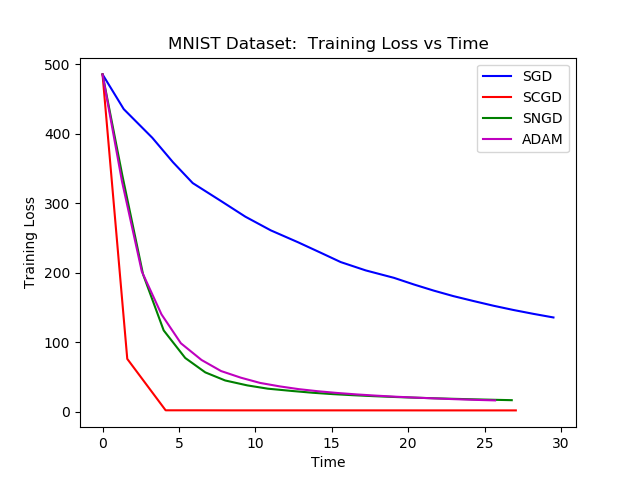 MNIST Dataset:  Training Loss vs Time
500
400
300
200
100
0
Training Loss
SGD
SCGD
SNGD
ADAM
0 5 10 15 20 25 30
Time